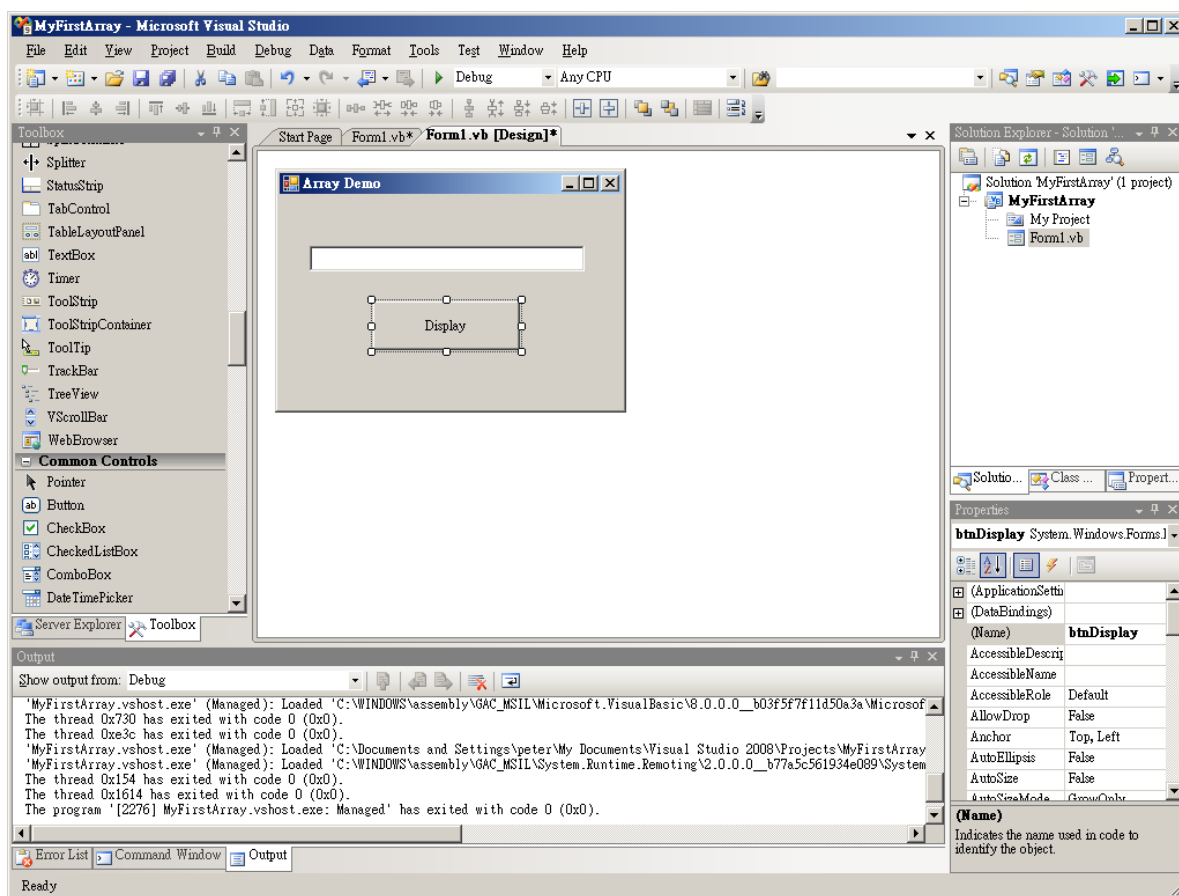 MyFirstArray - Microsoft Visual Studio
File Edit View Project Build Debug Data Format Tools Test Window Help
Debug Any CPU
Toolbox
Splitter
StatusStrip
TabControl
TableLayoutPanel
TextBox
Timer
ToolStrip
ToolStripContainer
ToolTip
TrackBar
TreeView
VScrollBar
WebBrowser
Common Controls
Pointer
Button
CheckBox
CheckedListBox
ComboBox
DateTimePicker
Server Explorer Toolbox
Start Page Form1.vb* Form1.vb [Design]*
Array Demo
Display
Solution Explorer - Solution '...
Solution 'MyFirstArray' (1 project)
MyFirstArray
My Project
Form1.vb
Solutio... Class ... Propert...
Properties
btnDisplay System.Windows.Forms.
(ApplicationSettin
(DataBindings)
(Name) btnDisplay
AccessibleDescrip
AccessibleName
AccessibleRole Default
AllowDrop False
Anchor Top, Left
AutoEllipsis False
AutoSize False
AutoSizeMode GrowOnly
(Name)
Indicates the name used in code to
identify the object.
Output
Show output from: Debug
'MyFirstArray.vshost.exe' (Managed): Loaded 'C:\WINDOWS\assembly\GAC_MSIL\Microsoft.VisualBasic\8.0.0.0__b03f5f7f11d50a3a\Microsof
The thread 0x730 has exited with code 0 (0x0).
The thread 0xe3c has exited with code 0 (0x0).
'MyFirstArray.vshost.exe' (Managed): Loaded 'C:\Documents and Settings\peter\My Documents\Visual Studio 2008\Projects\MyFirstArray
'MyFirstArray.vshost.exe' (Managed): Loaded 'C:\WINDOWS\assembly\GAC_MSIL\System.Runtime.Remoting\2.0.0.0__b77a5c561934e089\System
The thread 0x154 has exited with code 0 (0x0).
The thread 0x1614 has exited with code 0 (0x0).
The program '[2276] MyFirstArray.vshost.exe: Managed' has exited with code 0 (0x0).
Error List Command Window Output
Ready